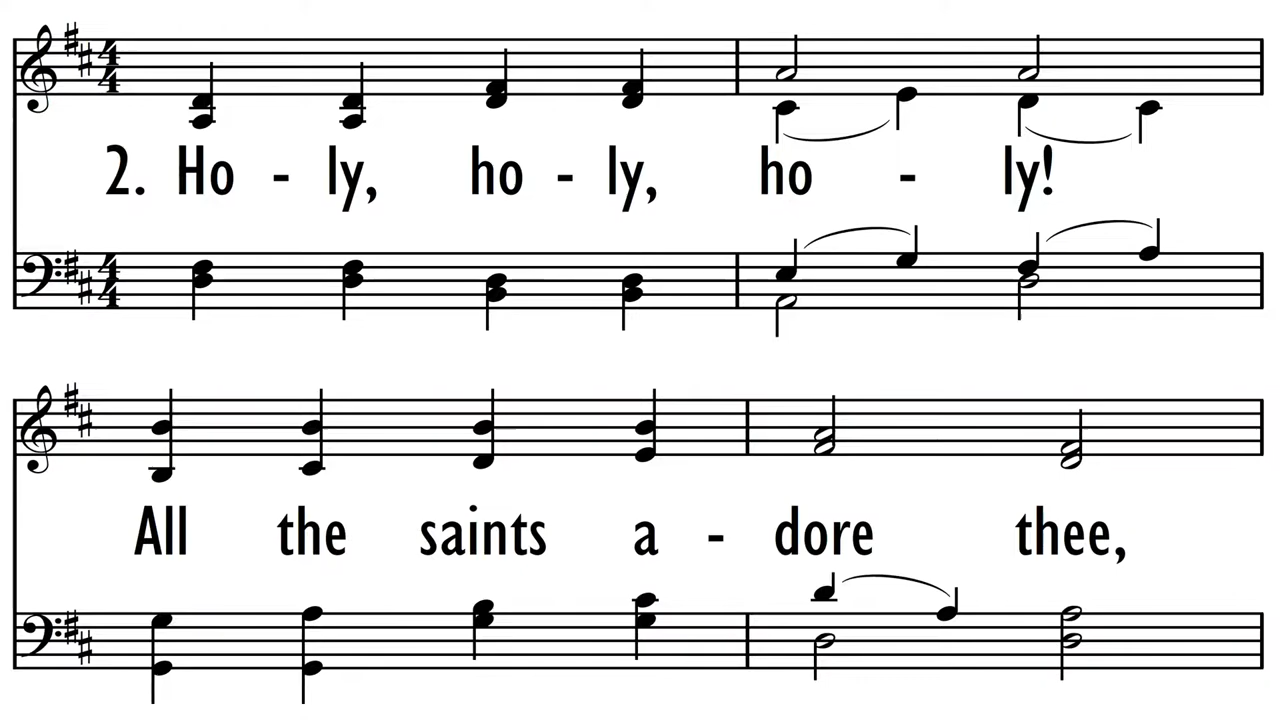 2. Ho - ly, ho - ly, ho - ly!
All the saints a - dore thee,